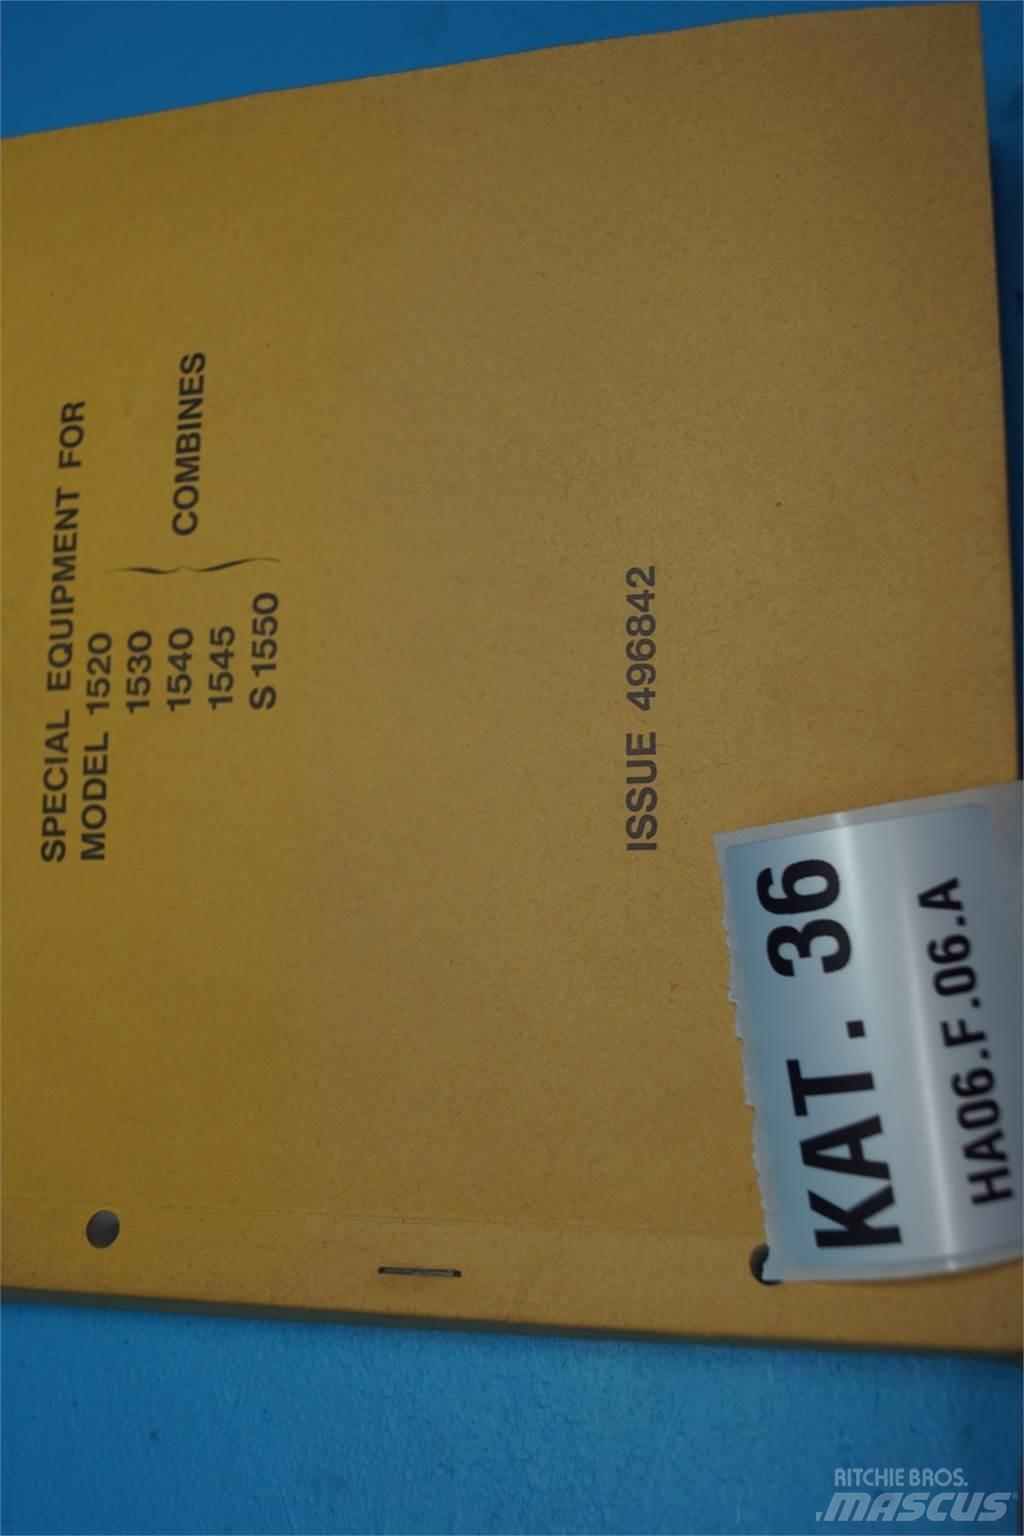 SPECIAL EQUIPMENT FOR
MODEL 1520
1530
1540 COMBINES
1545
S 1550
ISSUE 496842
KAT. 36
HA06.F.06.A
RITCHIE BROS.
MASCUS